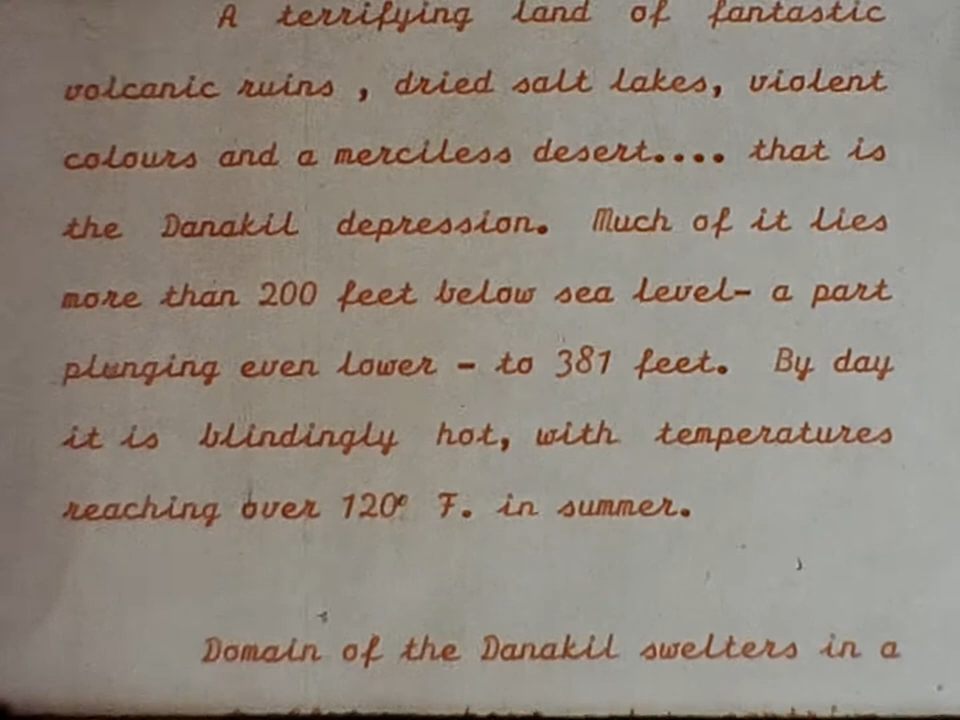 A terrifying land of fantastic
volcanic ruins , dried salt lakes, violent
colours and a merciless desert.... that is
the Danakil depression. Much of it lies
more than 200 feet below sea level- a part
plunging even lower - to 381 feet. By day
it is blindingly hot, with temperatures
reaching over 120° F. in summer.
Domain of the Danakil swelters in a